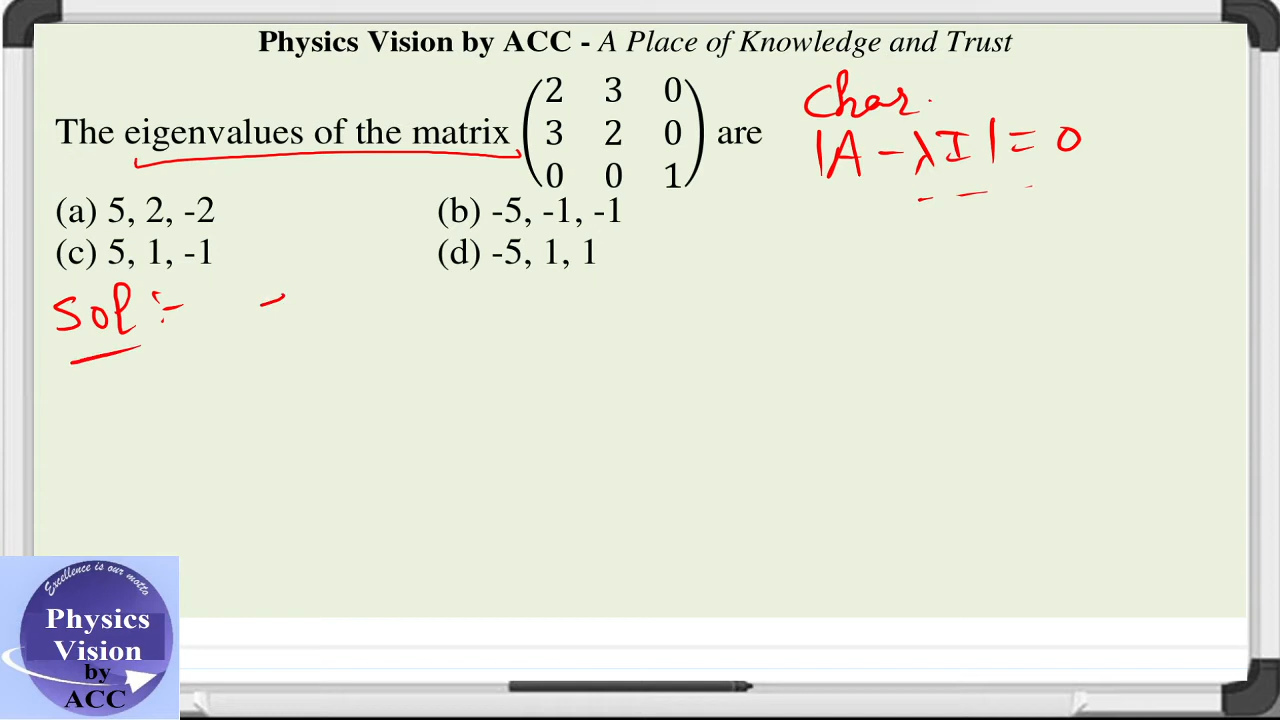 Physics Vision by ACC - A Place of Knowledge and Trust
The eigenvalues of the matrix (2 3 0
3 2 0
0 0 1) are
Char.
|A - λI| = 0
(a) 5, 2, -2
(b) -5, -1, -1
(c) 5, 1, -1
(d) -5, 1, 1
Sol :-
Excellence is our motto
Physics
Vision
by
ACC